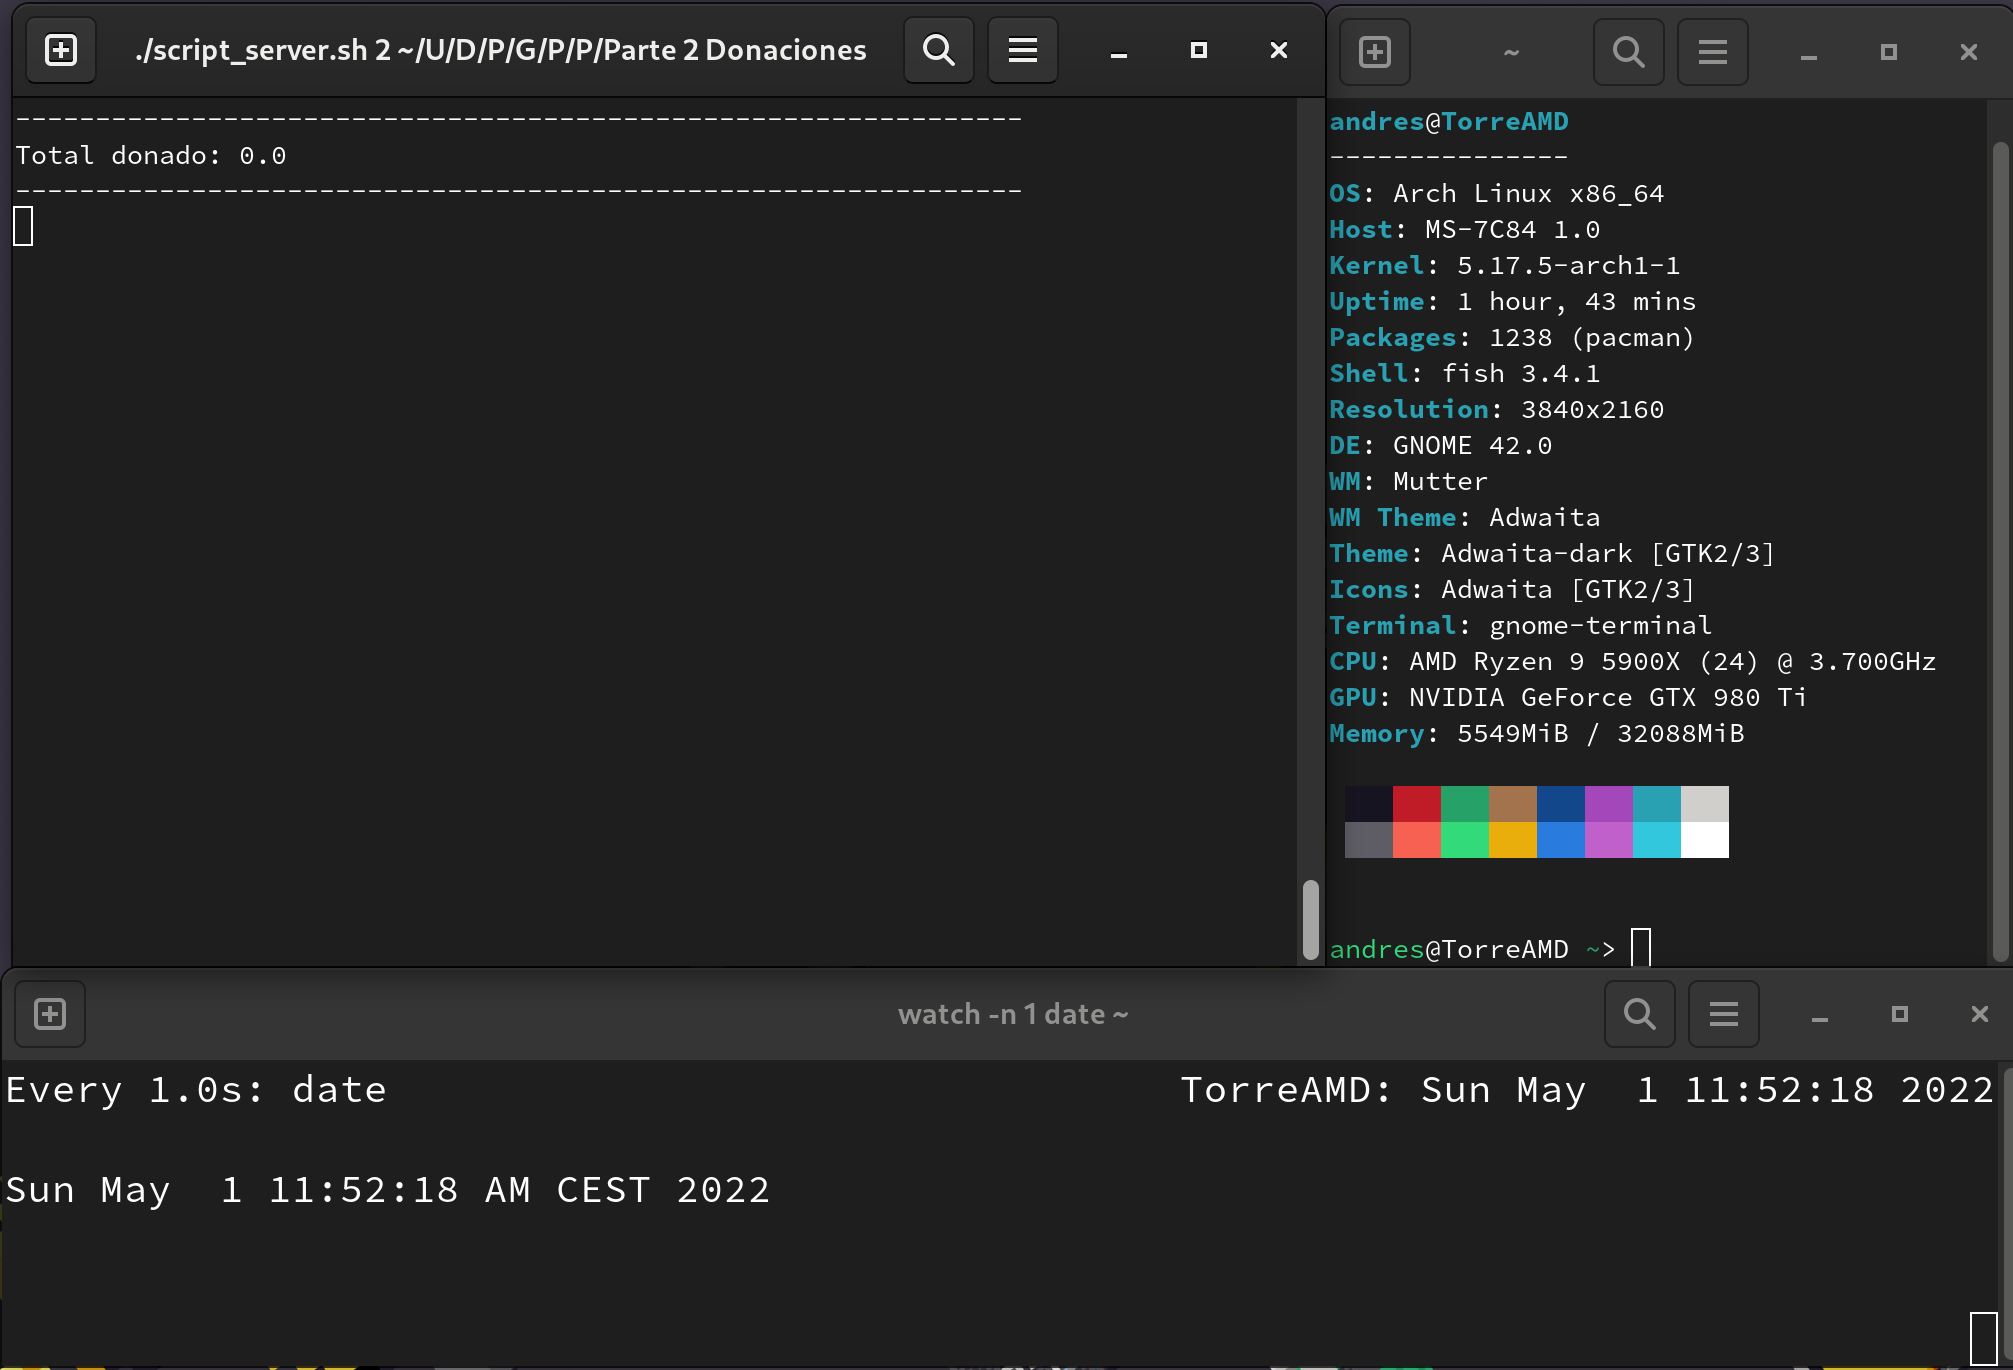 ./script_server.sh 2 ~/U/D/P/G/P/P/Parte 2 Donaciones
---------------------------------------------------------------
Total donado: 0.0
---------------------------------------------------------------
~
andres@TorreAMD
---------------
OS: Arch Linux x86_64
Host: MS-7C84 1.0
Kernel: 5.17.5-arch1-1
Uptime: 1 hour, 43 mins
Packages: 1238 (pacman)
Shell: fish 3.4.1
Resolution: 3840x2160
DE: GNOME 42.0
WM: Mutter
WM Theme: Adwaita
Theme: Adwaita-dark [GTK2/3]
Icons: Adwaita [GTK2/3]
Terminal: gnome-terminal
CPU: AMD Ryzen 9 5900X (24) @ 3.700GHz
GPU: NVIDIA GeForce GTX 980 Ti
Memory: 5549MiB / 32088MiB
andres@TorreAMD ~>
watch -n 1 date ~
Every 1.0s: date TorreAMD: Sun May  1 11:52:18 2022
Sun May  1 11:52:18 AM CEST 2022